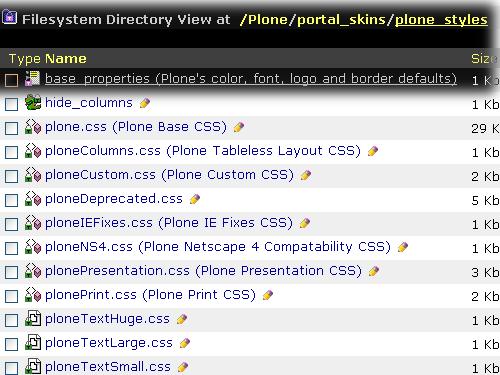 Filesystem Directory View at /Plone/portal_skins/plone_styles
Type Name Size
base_properties (Plone's color, font, logo and border defaults) 1 Kb
hide_columns 1 Kb
plone.css (Plone Base CSS) 29 K
ploneColumns.css (Plone Tableless Layout CSS) 1 Kb
ploneCustom.css (Plone Custom CSS) 2 Kb
ploneDeprecated.css 5 Kb
ploneIEFixes.css (Plone IE Fixes CSS) 1 Kb
ploneNS4.css (Plone Netscape 4 Compatability CSS) 1 Kb
plonePresentation.css (Plone Presentation CSS) 3 Kb
plonePrint.css (Plone Print CSS) 2 Kb
ploneTextHuge.css 1 Kb
ploneTextLarge.css 1 Kb
ploneTextSmall.css 1 Kb